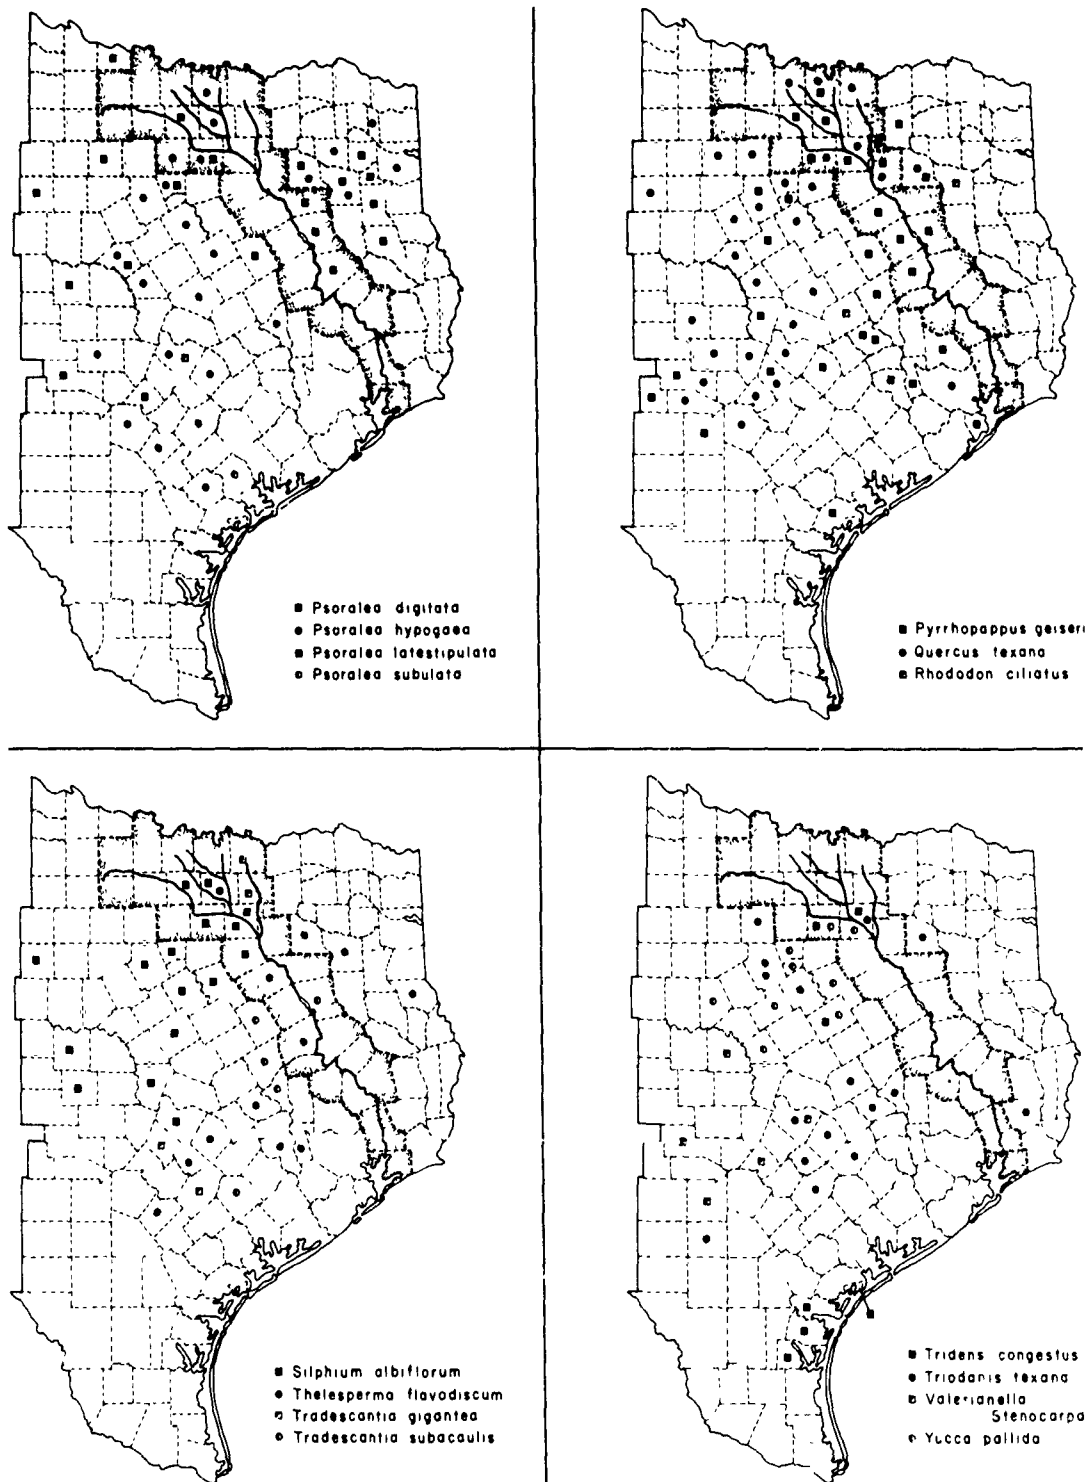 Psoralea digitata
Psoralea hypogaea
Psoralea latestipulata
Psoralea subulata
Pyrrhopappus geiseri
Quercus texana
Rhododon ciliatus
Silphium albiflorum
Thelesperma flavodiscum
Tradescantia gigantea
Tradescantia subacaulis
Tridens congestus
Triodanis texana
Valerianella
Stenocarpa
Yucca pallida